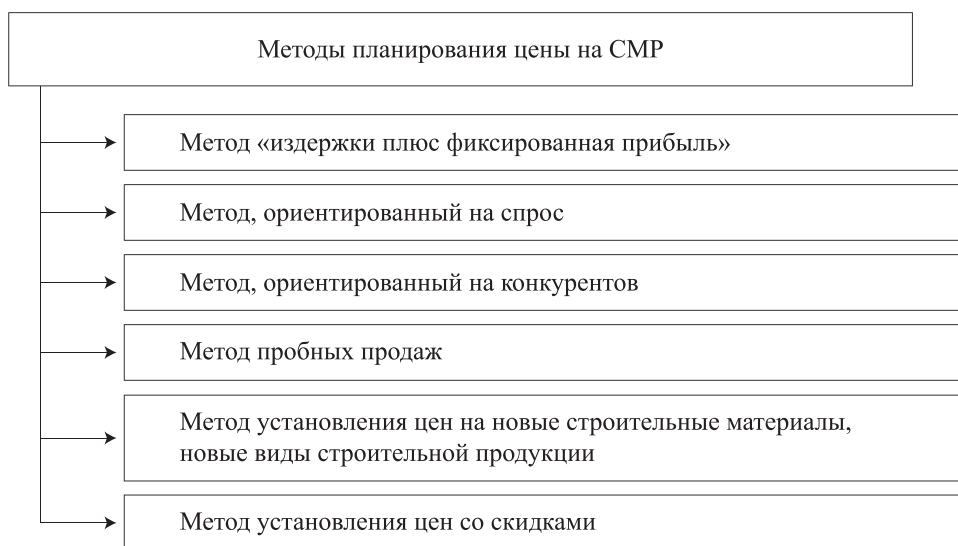 Методы планирования цены на СМР
Метод «издержки плюс фиксированная прибыль»
Метод, ориентированный на спрос
Метод, ориентированный на конкурентов
Метод пробных продаж
Метод установления цен на новые строительные материалы,
новые виды строительной продукции
Метод установления цен со скидками